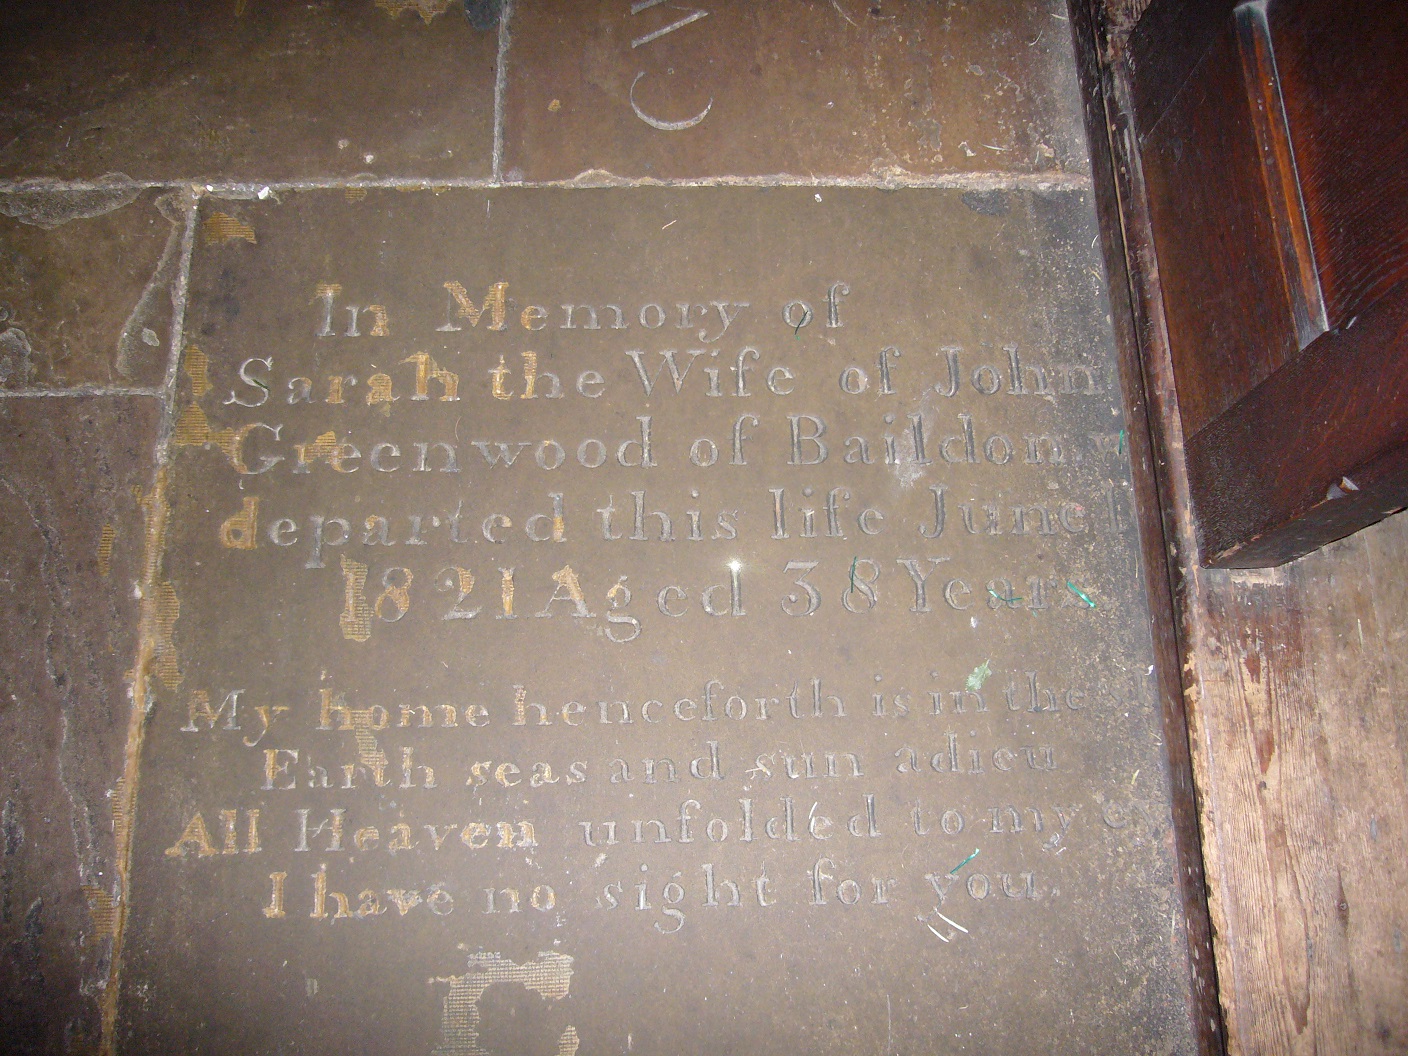 In Memory of
Sarah the Wife of John
Greenwood of Baildon
departed this life June
1821 Aged 38 Years
My home henceforth is in the
Earth seas and sun adieu
All Heaven unfolded to my
I have no sight for you.